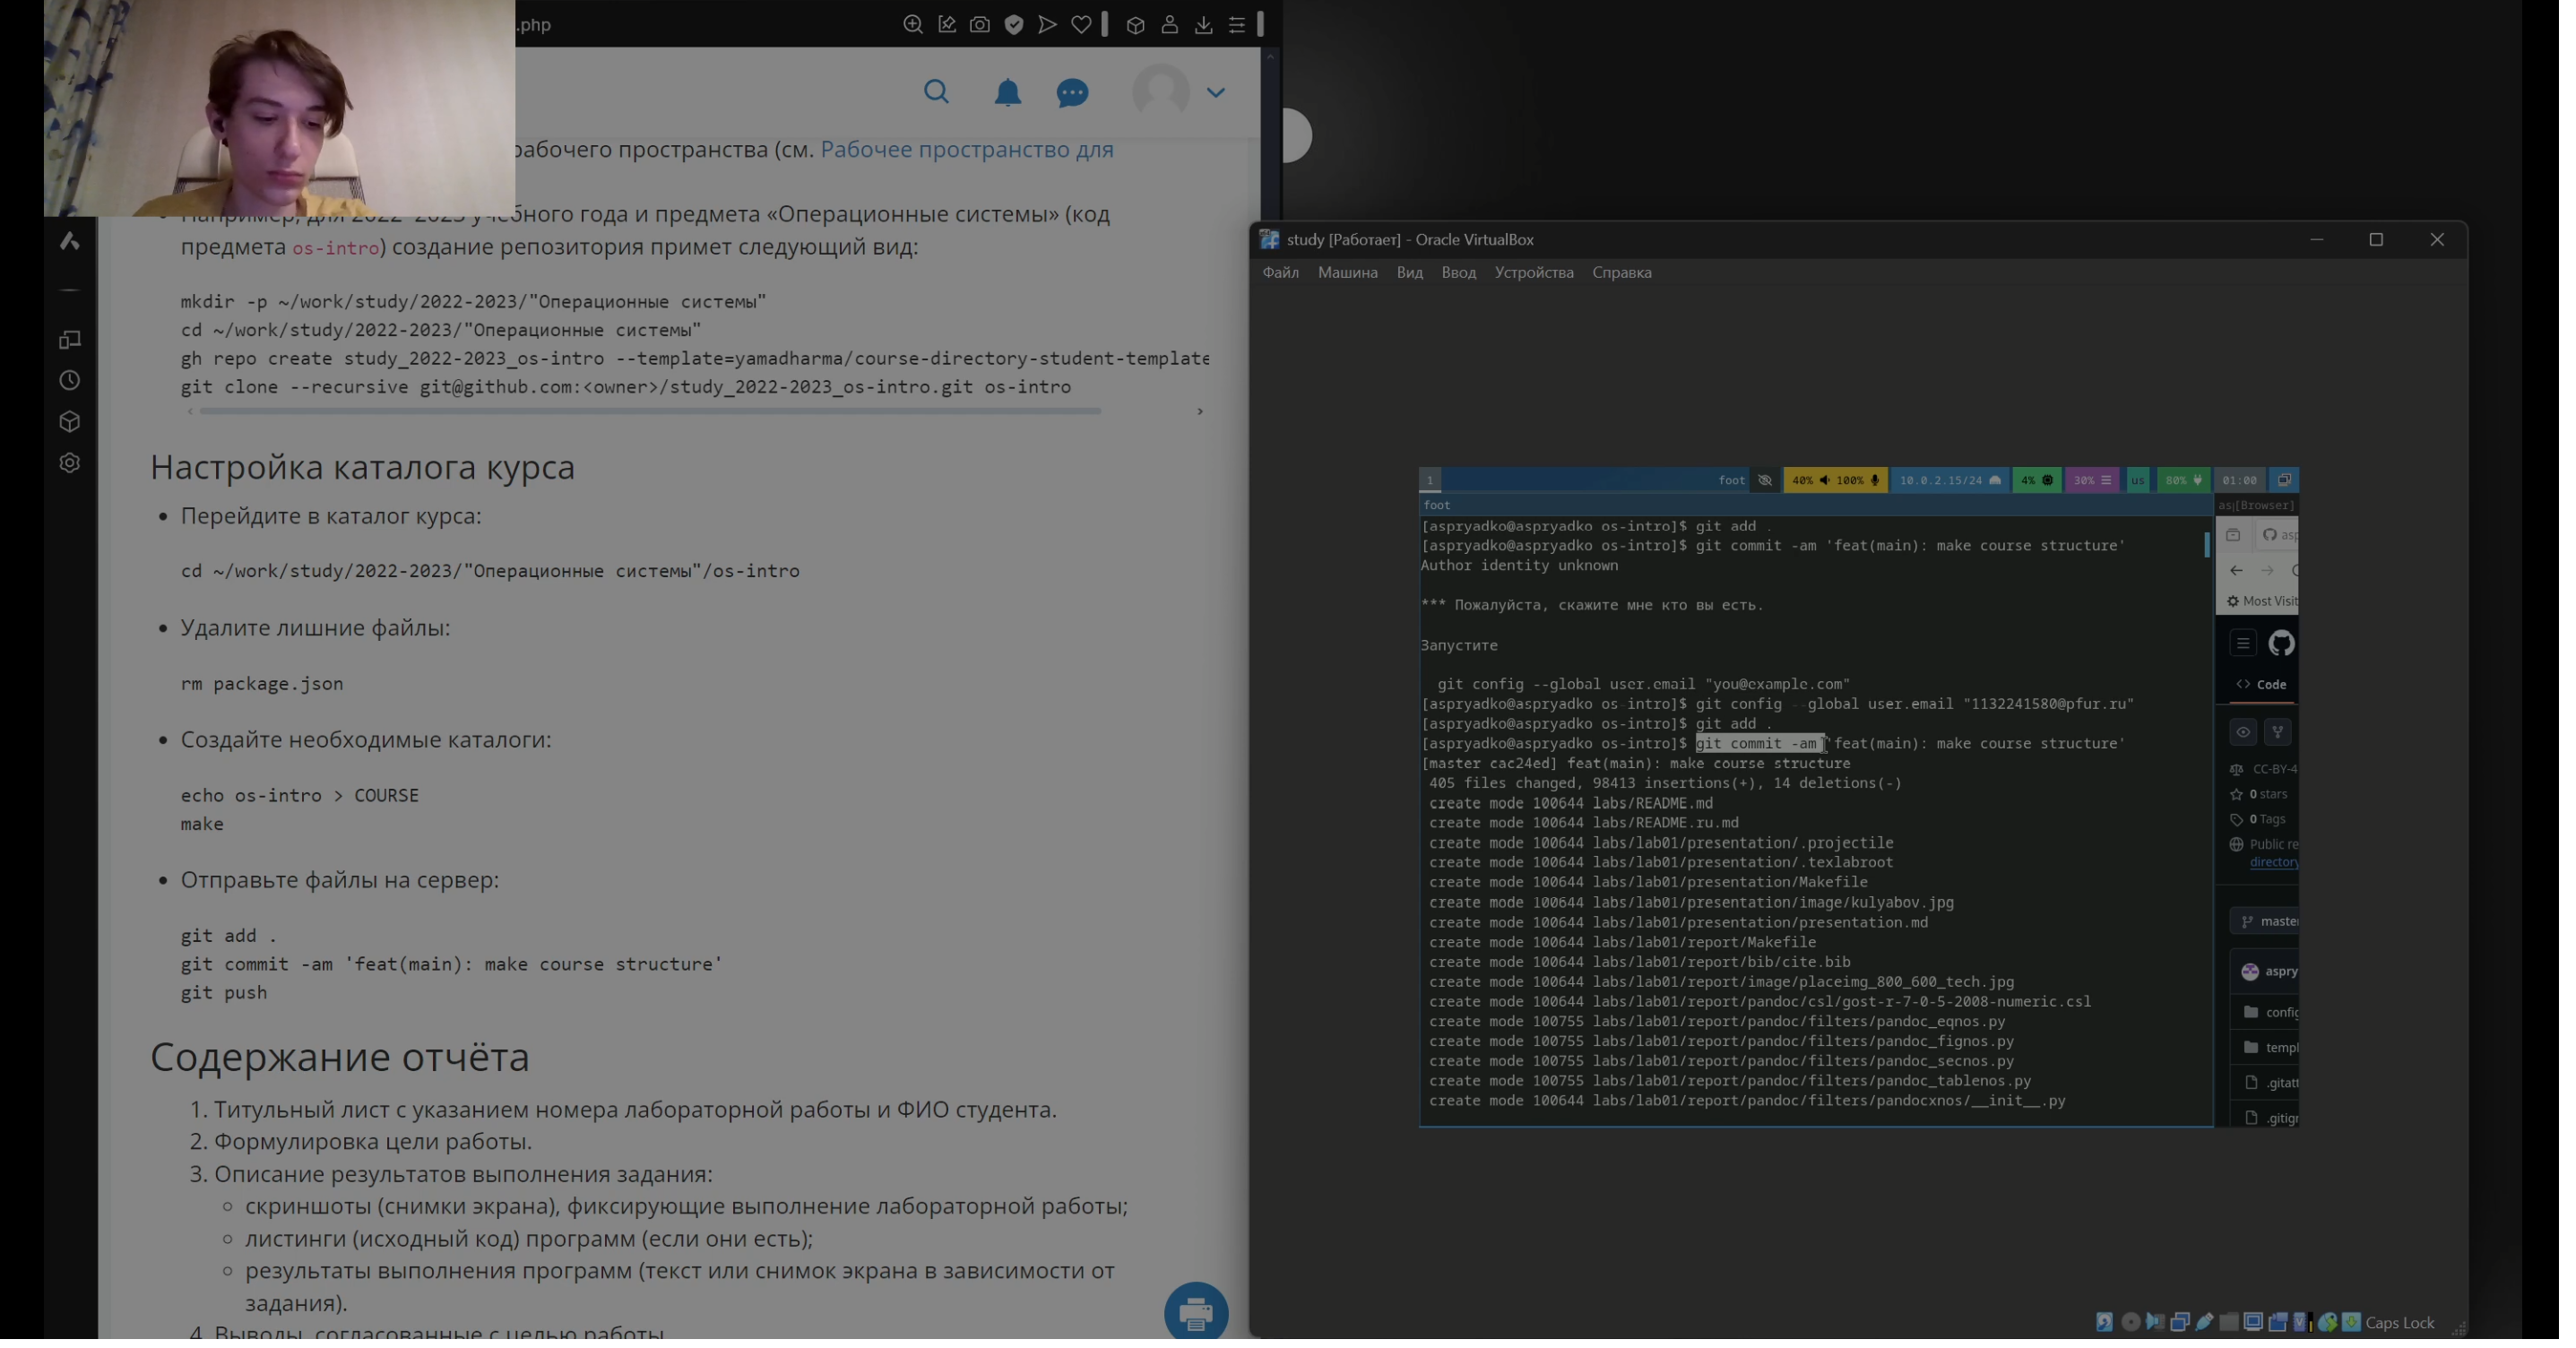 .php
рабочего пространства (см. Рабочее пространство для
Например, для 2022-2023 учебного года и предмета «Операционные системы» (код
предмета os-intro) создание репозитория примет следующий вид:
mkdir -p ~/work/study/2022-2023/"Операционные системы"
cd ~/work/study/2022-2023/"Операционные системы"
gh repo create study_2022-2023_os-intro --template=yamadharma/course-directory-student-template
git clone --recursive git@github.com:<owner>/study_2022-2023_os-intro.git os-intro
Настройка каталога курса
• Перейдите в каталог курса:
cd ~/work/study/2022-2023/"Операционные системы"/os-intro
• Удалите лишние файлы:
rm package.json
• Создайте необходимые каталоги:
echo os-intro > COURSE
make
• Отправьте файлы на сервер:
git add .
git commit -am 'feat(main): make course structure'
git push
Содержание отчёта
1. Титульный лист с указанием номера лабораторной работы и ФИО студента.
2. Формулировка цели работы.
3. Описание результатов выполнения задания:
скриншоты (снимки экрана), фиксирующие выполнение лабораторной работы;
листинги (исходный код) программ (если они есть);
результаты выполнения программ (текст или снимок экрана в зависимости от
задания).
4. Выводы, согласованные с целью работы.
study [Работает] - Oracle VirtualBox
Файл Машина Вид Ввод Устройства Справка
1 foot 40% 100% 10.0.2.15/24 4% 30% us 80% 01:00
foot
[aspryadko@aspryadko os-intro]$ git add .
[aspryadko@aspryadko os-intro]$ git commit -am 'feat(main): make course structure'
Author identity unknown
*** Пожалуйста, скажите мне кто вы есть.
Запустите
git config --global user.email "you@example.com"
[aspryadko@aspryadko os-intro]$ git config --global user.email "1132241580@pfur.ru"
[aspryadko@aspryadko os-intro]$ git add .
[aspryadko@aspryadko os-intro]$ git commit -am 'feat(main): make course structure'
[master cac24ed] feat(main): make course structure
405 files changed, 98413 insertions(+), 14 deletions(-)
create mode 100644 labs/README.md
create mode 100644 labs/README.ru.md
create mode 100644 labs/lab01/presentation/.projectile
create mode 100644 labs/lab01/presentation/.texlabroot
create mode 100644 labs/lab01/presentation/Makefile
create mode 100644 labs/lab01/presentation/image/kulyabov.jpg
create mode 100644 labs/lab01/presentation/presentation.md
create mode 100644 labs/lab01/report/Makefile
create mode 100644 labs/lab01/report/bib/cite.bib
create mode 100644 labs/lab01/report/image/placeimg_800_600_tech.jpg
create mode 100644 labs/lab01/report/pandoc/csl/gost-r-7-0-5-2008-numeric.csl
create mode 100755 labs/lab01/report/pandoc/filters/pandoc_eqnos.py
create mode 100755 labs/lab01/report/pandoc/filters/pandoc_fignos.py
create mode 100755 labs/lab01/report/pandoc/filters/pandoc_secnos.py
create mode 100755 labs/lab01/report/pandoc/filters/pandoc_tablenos.py
create mode 100644 labs/lab01/report/pandoc/filters/pandocxnos/__init__.py
as|[Browser]
asp
Most Visit
Code
CC-BY-4
0 stars
0 Tags
Public re
directory
master
aspry
config
templ
.gitatt
.gitign
Caps Lock